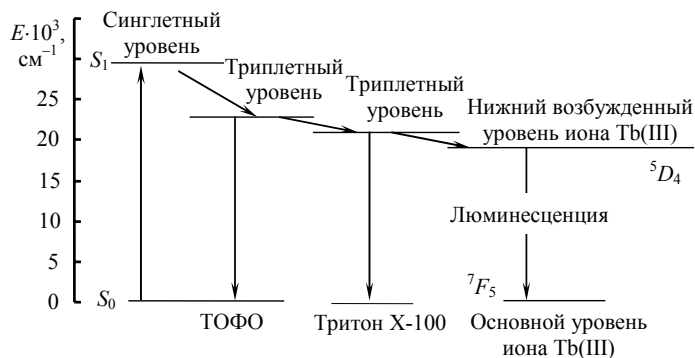 E·10³,
см⁻¹
Синглетный
уровень
S₁
Триплетный
уровень
Триплетный
уровень
Нижний возбужденный
уровень иона Tb(III)
⁵D₄
25
20
15
Люминесценция
10
5
⁷F₅
0
S₀
ТОФО
Тритон X-100
Основной уровень
иона Tb(III)